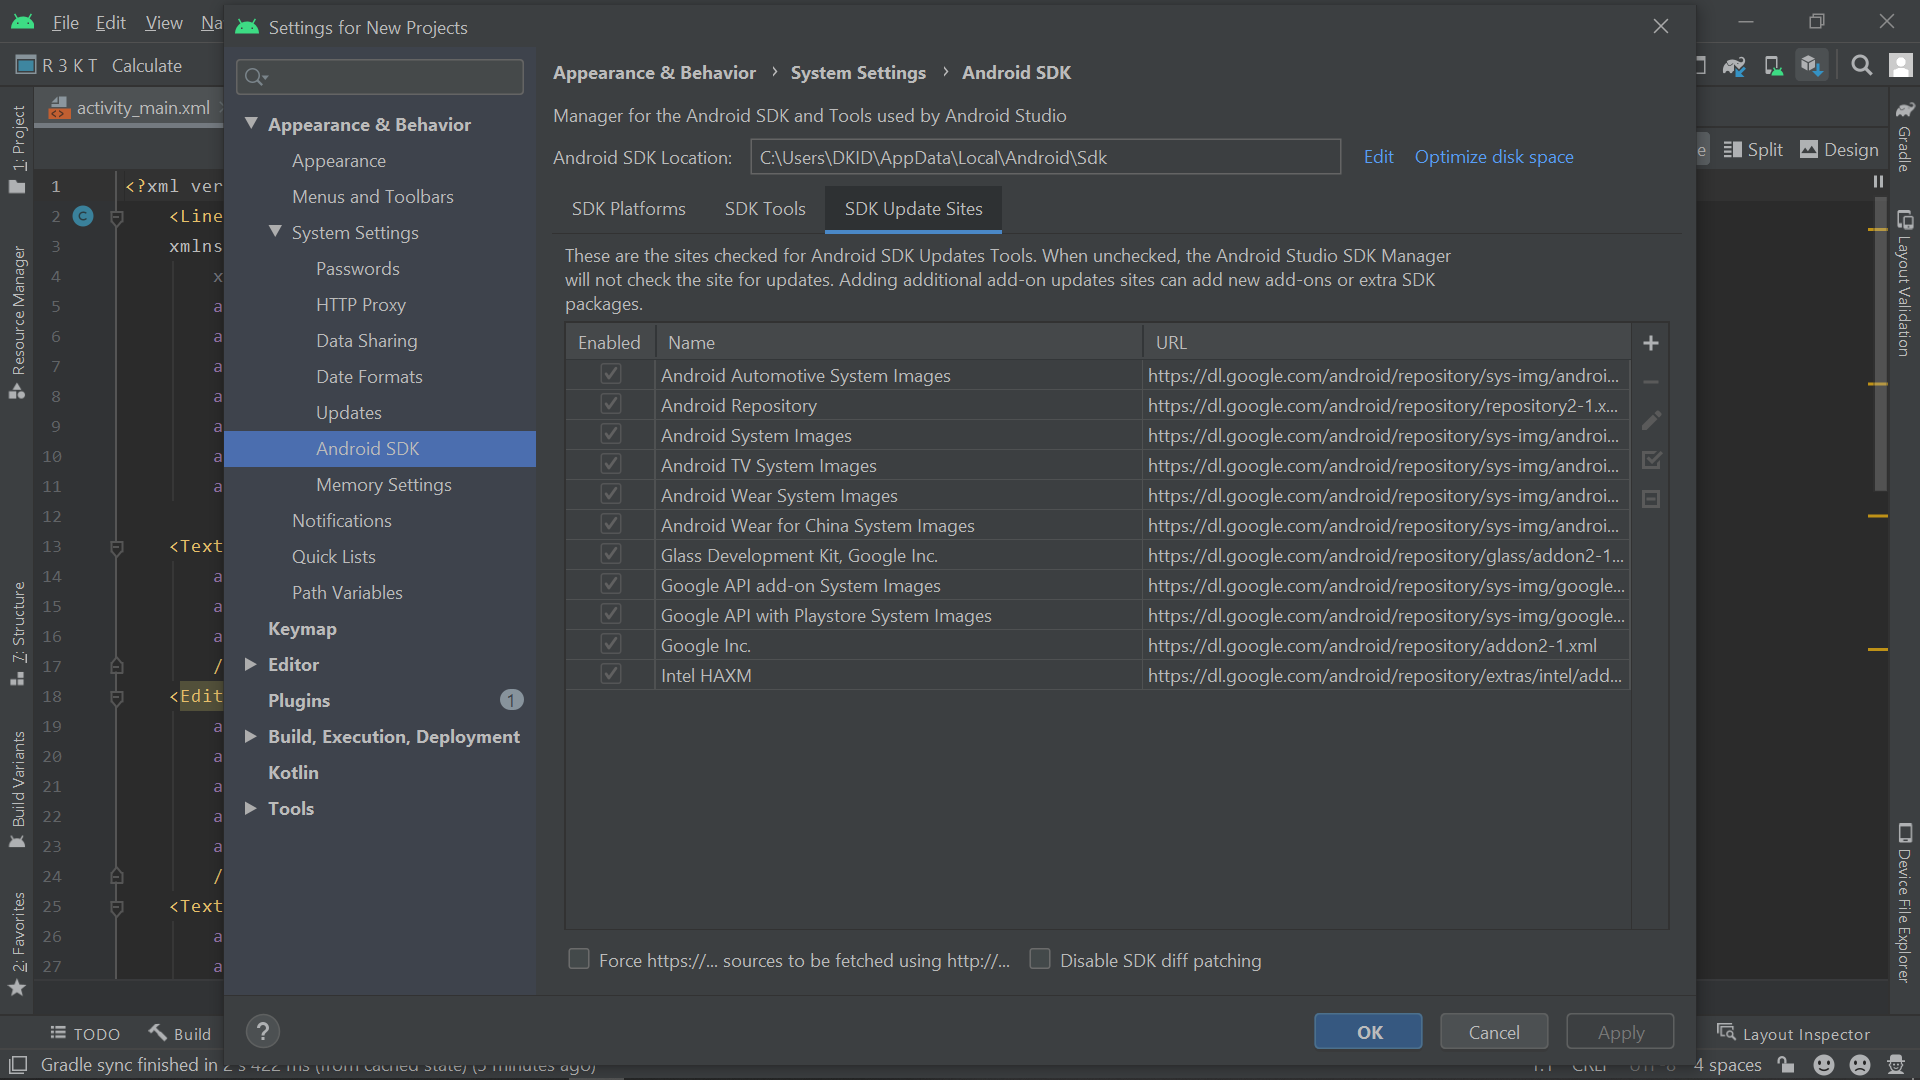 File Edit View Na
Settings for New Projects
R 3 K T Calculate
activity_main.xml
Split
Design
1: Project
Resource Manager
7: Structure
Build Variants
2: Favorites
Gradle
Layout Validation
Device File Explorer
1 <?xml ver
2 <Line
3 xmlns
4 x
5 a
6 a
7 a
8 a
9 a
10 a
11 a
12
13 <Text
14 a
15 a
16 a
17 /
18 <Edit
19 a
20 a
21 a
22 a
23 a
24 /
25 <Text
26 a
27 a
Appearance & Behavior
Appearance
Menus and Toolbars
System Settings
Passwords
HTTP Proxy
Data Sharing
Date Formats
Updates
Android SDK
Memory Settings
Notifications
Quick Lists
Path Variables
Keymap
Editor
Plugins 1
Build, Execution, Deployment
Kotlin
Tools
Appearance & Behavior › System Settings › Android SDK
Manager for the Android SDK and Tools used by Android Studio
Android SDK Location: C:\Users\DKID\AppData\Local\Android\Sdk Edit Optimize disk space
SDK Platforms SDK Tools SDK Update Sites
These are the sites checked for Android SDK Updates Tools. When unchecked, the Android Studio SDK Manager
will not check the site for updates. Adding additional add-on updates sites can add new add-ons or extra SDK
packages.
Enabled Name URL
Android Automotive System Images https://dl.google.com/android/repository/sys-img/androi...
Android Repository https://dl.google.com/android/repository/repository2-1.x...
Android System Images https://dl.google.com/android/repository/sys-img/androi...
Android TV System Images https://dl.google.com/android/repository/sys-img/androi...
Android Wear System Images https://dl.google.com/android/repository/sys-img/androi...
Android Wear for China System Images https://dl.google.com/android/repository/sys-img/androi...
Glass Development Kit, Google Inc. https://dl.google.com/android/repository/glass/addon2-1...
Google API add-on System Images https://dl.google.com/android/repository/sys-img/google...
Google API with Playstore System Images https://dl.google.com/android/repository/sys-img/google...
Google Inc. https://dl.google.com/android/repository/addon2-1.xml
Intel HAXM https://dl.google.com/android/repository/extras/intel/add...
Force https://... sources to be fetched using http://... Disable SDK diff patching
? OK Cancel Apply
TODO Build Layout Inspector
Gradle sync finished in 2 s 422 ms (from cached state) (5 minutes ago) 1:1 CRLF UTF-8 4 spaces